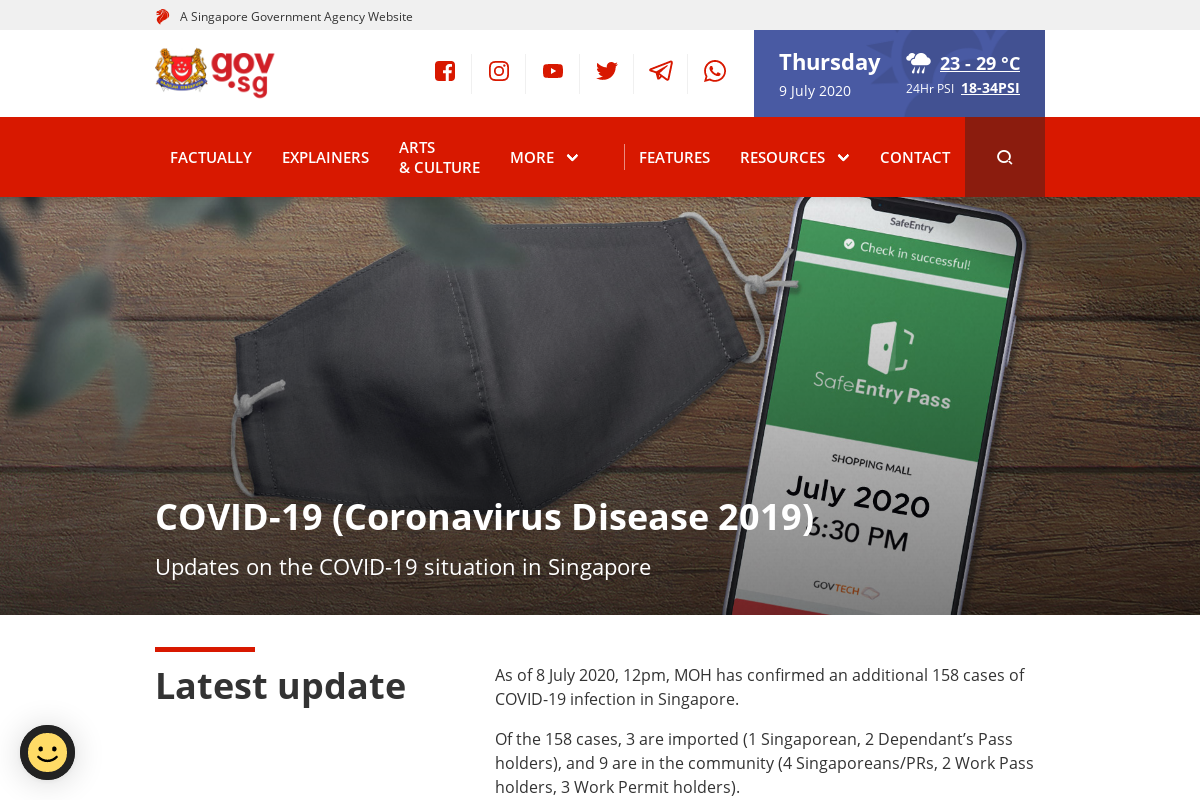 A Singapore Government Agency Website
gov
.sg
Thursday
9 July 2020
23 - 29 °C
24Hr PSI 18-34PSI
FACTUALLY
EXPLAINERS
ARTS
& CULTURE
MORE
FEATURES
RESOURCES
CONTACT
SafeEntry
Check in successful!
SafeEntry Pass
SHOPPING MALL
July 2020
6:30 PM
GOVTECH
COVID-19 (Coronavirus Disease 2019)
Updates on the COVID-19 situation in Singapore
Latest update
As of 8 July 2020, 12pm, MOH has confirmed an additional 158 cases of
COVID-19 infection in Singapore.
Of the 158 cases, 3 are imported (1 Singaporean, 2 Dependant’s Pass
holders), and 9 are in the community (4 Singaporeans/PRs, 2 Work Pass
holders, 3 Work Permit holders).